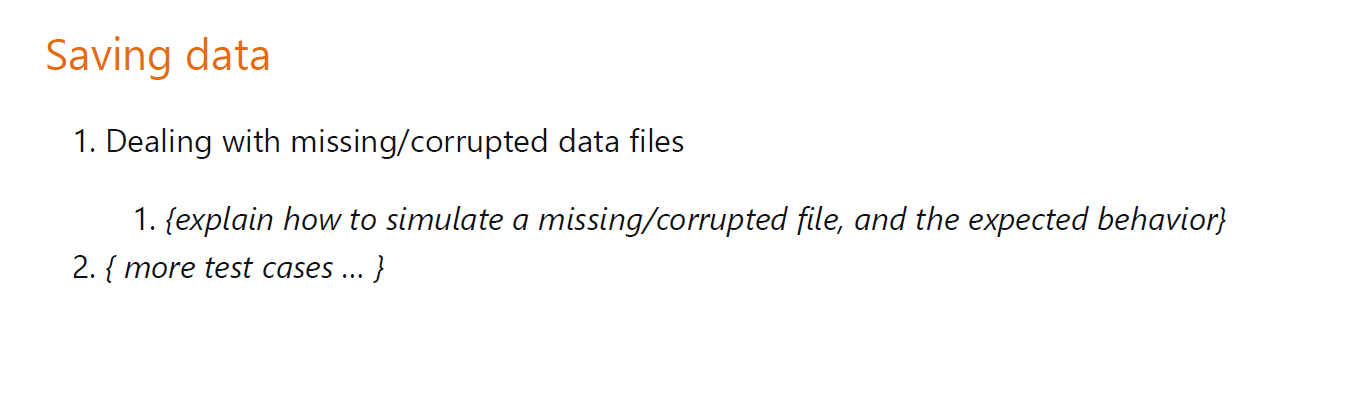 Saving data
1. Dealing with missing/corrupted data files
1. {explain how to simulate a missing/corrupted file, and the expected behavior}
2. { more test cases … }